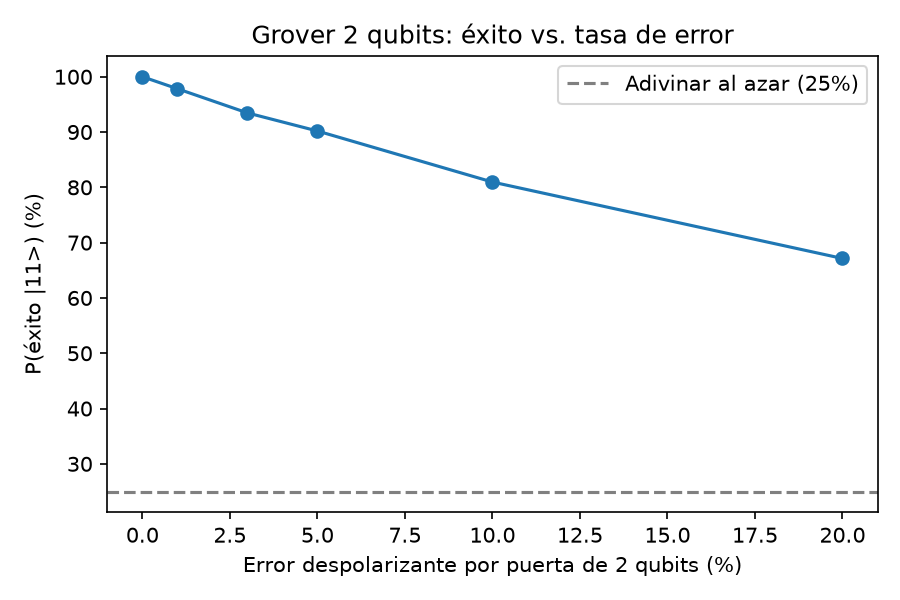 Grover 2 qubits: éxito vs. tasa de error
Adivinar al azar (25%)
P(éxito |11>) (%)
100
90
80
70
60
50
40
30
0.0 2.5 5.0 7.5 10.0 12.5 15.0 17.5 20.0
Error despolarizante por puerta de 2 qubits (%)